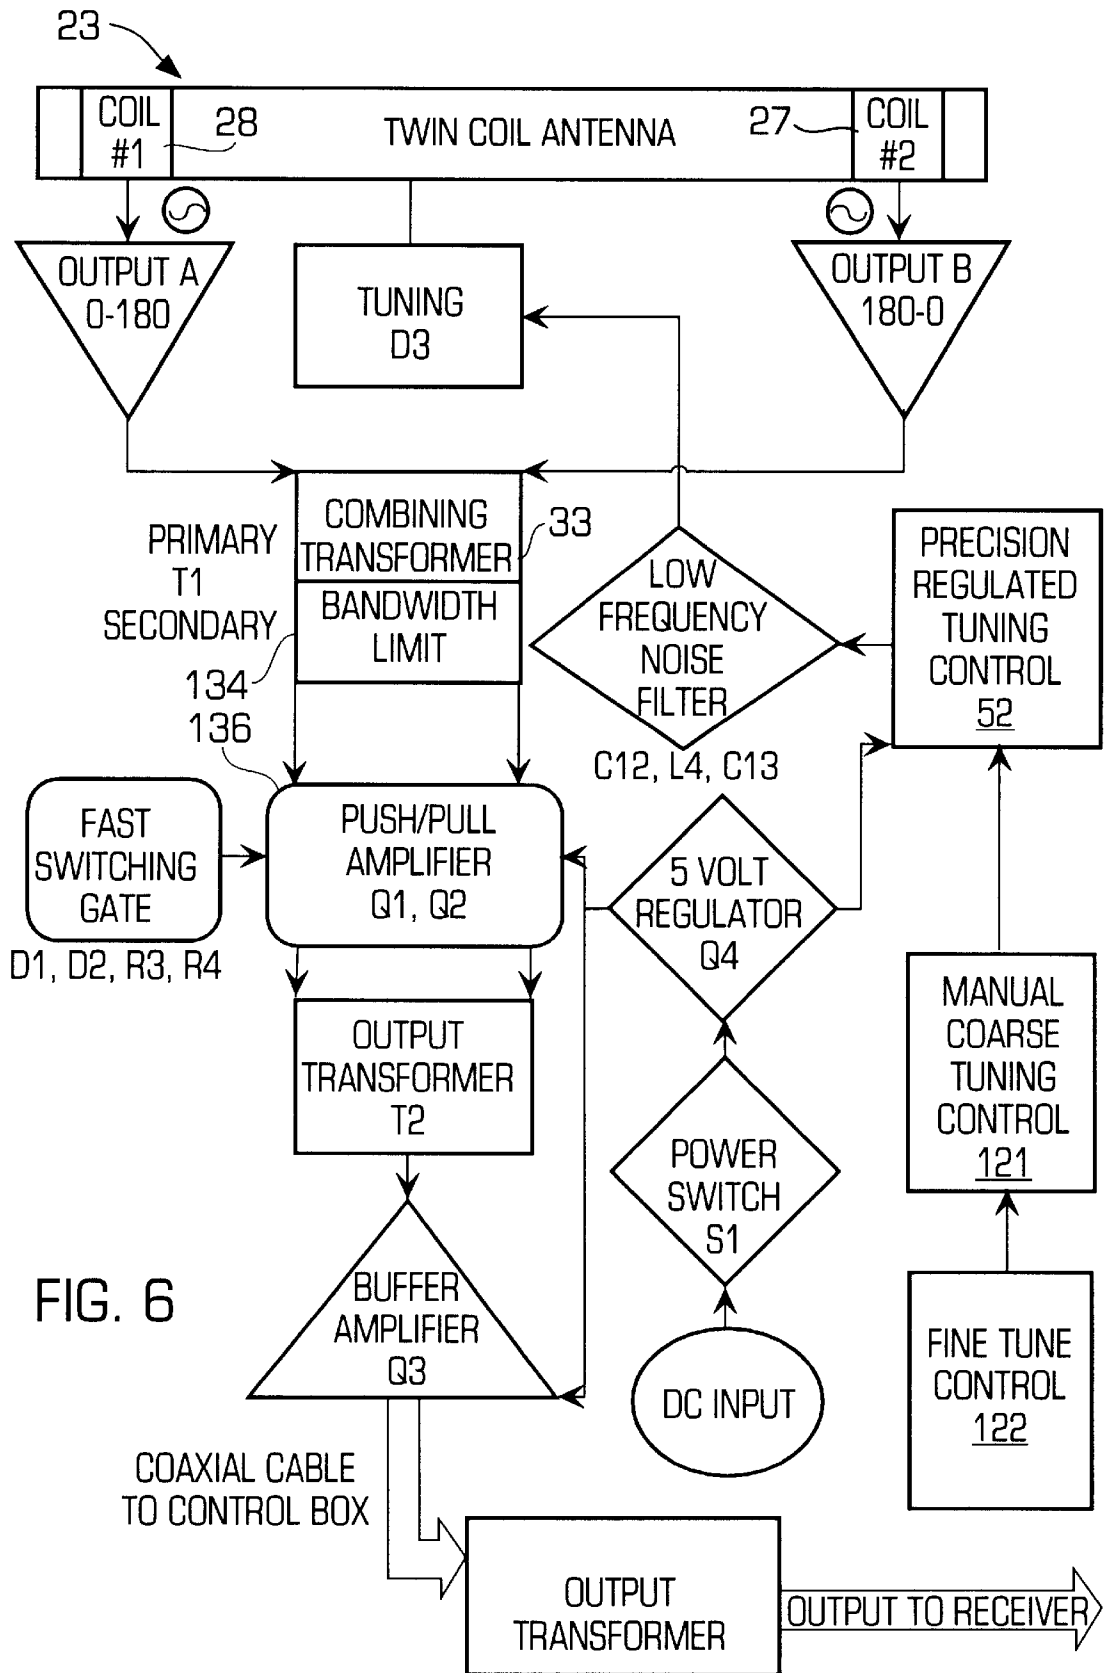 23
COIL
#1
28
TWIN COIL ANTENNA
27
COIL
#2
OUTPUT A
0-180
TUNING
D3
OUTPUT B
180-0
PRIMARY
T1
SECONDARY
COMBINING
TRANSFORMER
33
BANDWIDTH
LIMIT
134
136
LOW
FREQUENCY
NOISE
FILTER
C12, L4, C13
PRECISION
REGULATED
TUNING
CONTROL
52
FAST
SWITCHING
GATE
D1, D2, R3, R4
PUSH/PULL
AMPLIFIER
Q1, Q2
5 VOLT
REGULATOR
Q4
MANUAL
COARSE
TUNING
CONTROL
121
OUTPUT
TRANSFORMER
T2
POWER
SWITCH
S1
FIG. 6
BUFFER
AMPLIFIER
Q3
DC INPUT
FINE TUNE
CONTROL
122
COAXIAL CABLE
TO CONTROL BOX
OUTPUT
TRANSFORMER
OUTPUT TO RECEIVER